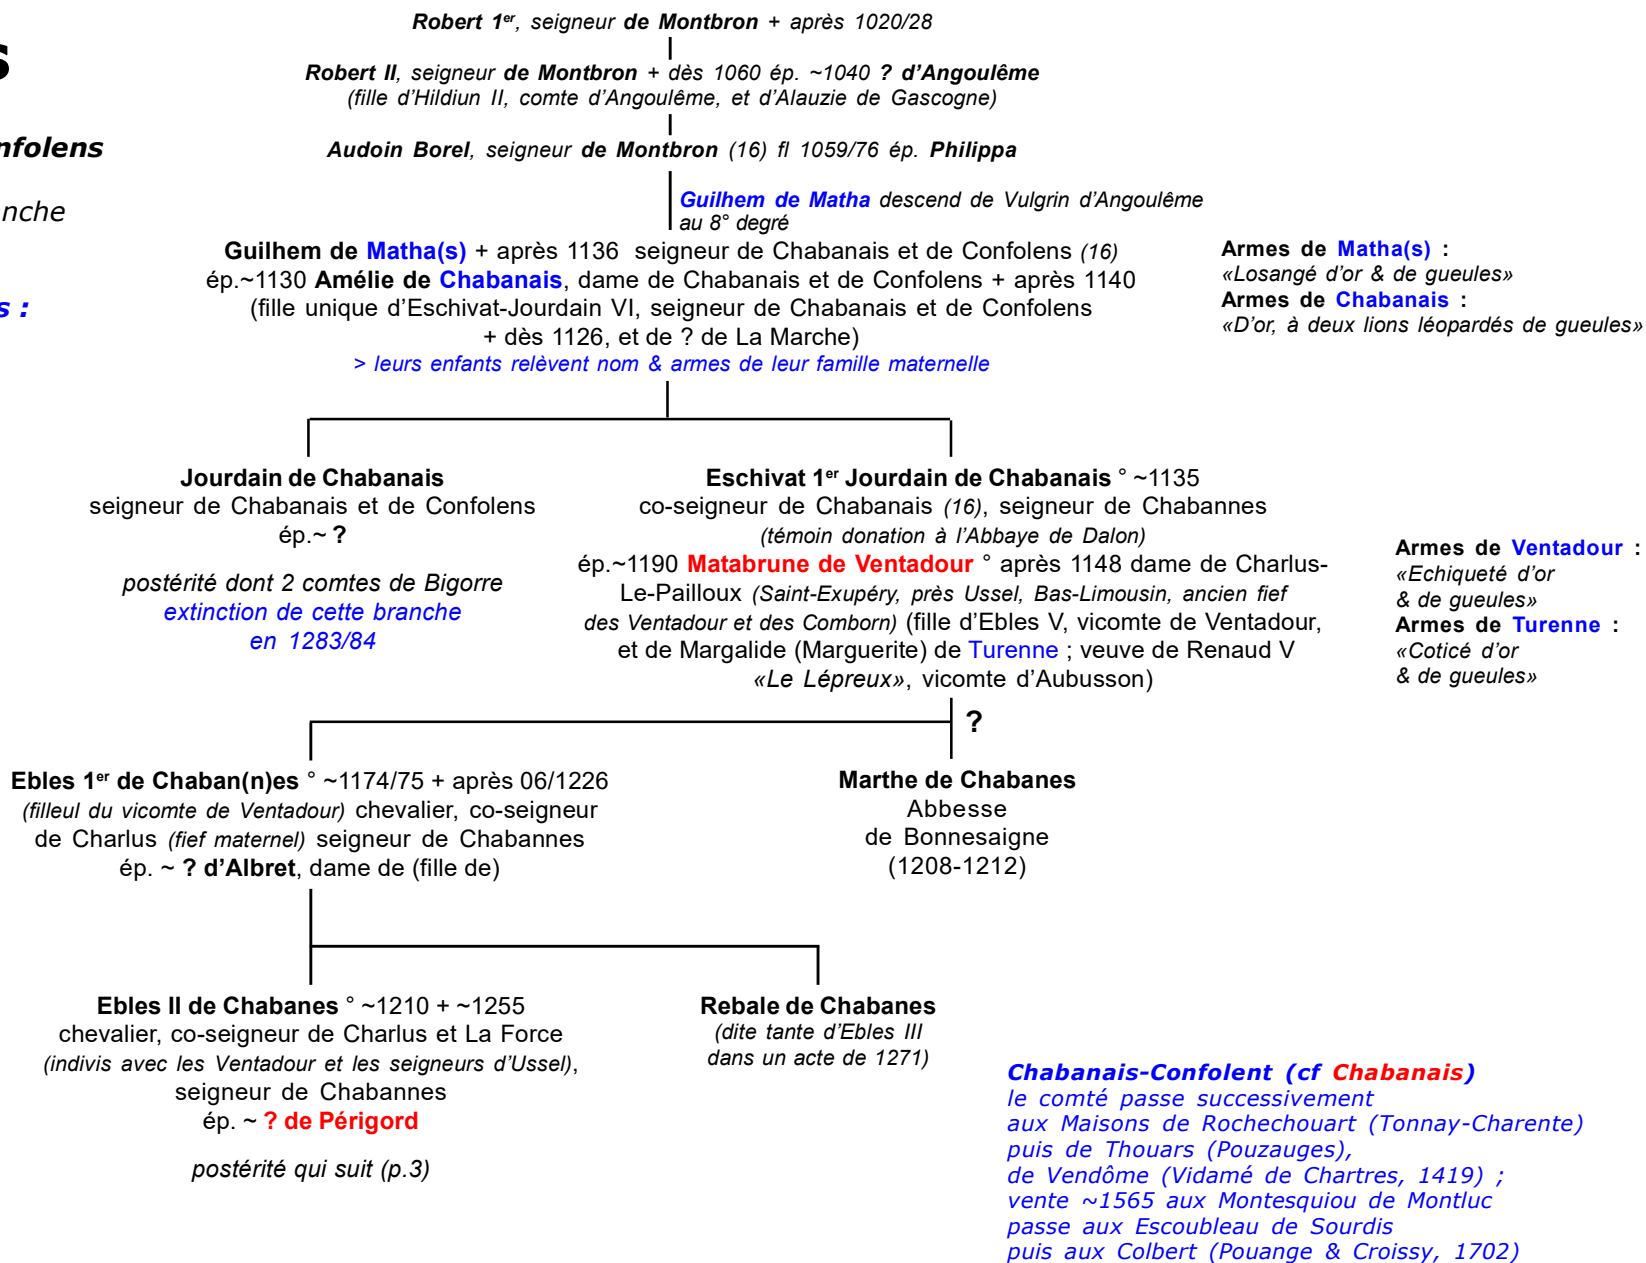 Robert 1er, seigneur de Montbron + après 1020/28
s
Robert II, seigneur de Montbron + dès 1060 ép. ~1040 ? d’Angoulême
(fille d’Hildiun II, comte d’Angoulême, et d’Alauzie de Gascogne)
nfolens
Audoin Borel, seigneur de Montbron (16) fl 1059/76 ép. Philippa
nche
Guilhem de Matha descend de Vulgrin d’Angoulême
au 8° degré
Guilhem de Matha(s) + après 1136 seigneur de Chabanais et de Confolens (16)
ép.~1130 Amélie de Chabanais, dame de Chabanais et de Confolens + après 1140
(fille unique d’Eschivat-Jourdain VI, seigneur de Chabanais et de Confolens
+ dès 1126, et de ? de La Marche)
> leurs enfants relèvent nom & armes de leur famille maternelle
s :
Armes de Matha(s) :
«Losangé d’or & de gueules»
Armes de Chabanais :
«D’or, à deux lions léopardés de gueules»
Jourdain de Chabanais
seigneur de Chabanais et de Confolens
ép.~ ?
postérité dont 2 comtes de Bigorre
extinction de cette branche
en 1283/84
Eschivat 1er Jourdain de Chabanais ° ~1135
co-seigneur de Chabanais (16), seigneur de Chabannes
(témoin donation à l’Abbaye de Dalon)
ép.~1190 Matabrune de Ventadour ° après 1148 dame de Charlus-
Le-Pailloux (Saint-Exupéry, près Ussel, Bas-Limousin, ancien fief
des Ventadour et des Comborn) (fille d’Ebles V, vicomte de Ventadour,
et de Margalide (Marguerite) de Turenne ; veuve de Renaud V
«Le Lépreux», vicomte d’Aubusson)
Armes de Ventadour :
«Echiqueté d’or
& de gueules»
Armes de Turenne :
«Coticé d’or
& de gueules»
?
Ebles 1er de Chaban(n)es ° ~1174/75 + après 06/1226
(filleul du vicomte de Ventadour) chevalier, co-seigneur
de Charlus (fief maternel) seigneur de Chabannes
ép. ~ ? d’Albret, dame de (fille de)
Marthe de Chabanes
Abbesse
de Bonnesaigne
(1208-1212)
Ebles II de Chabanes ° ~1210 + ~1255
chevalier, co-seigneur de Charlus et La Force
(indivis avec les Ventadour et les seigneurs d’Ussel),
seigneur de Chabannes
ép. ~ ? de Périgord
postérité qui suit (p.3)
Rebale de Chabanes
(dite tante d’Ebles III
dans un acte de 1271)
Chabanais-Confolent (cf Chabanais)
le comté passe successivement
aux Maisons de Rochechouart (Tonnay-Charente)
puis de Thouars (Pouzauges),
de Vendôme (Vidamé de Chartres, 1419) ;
vente ~1565 aux Montesquiou de Montluc
passe aux Escoubleau de Sourdis
puis aux Colbert (Pouange & Croissy, 1702)